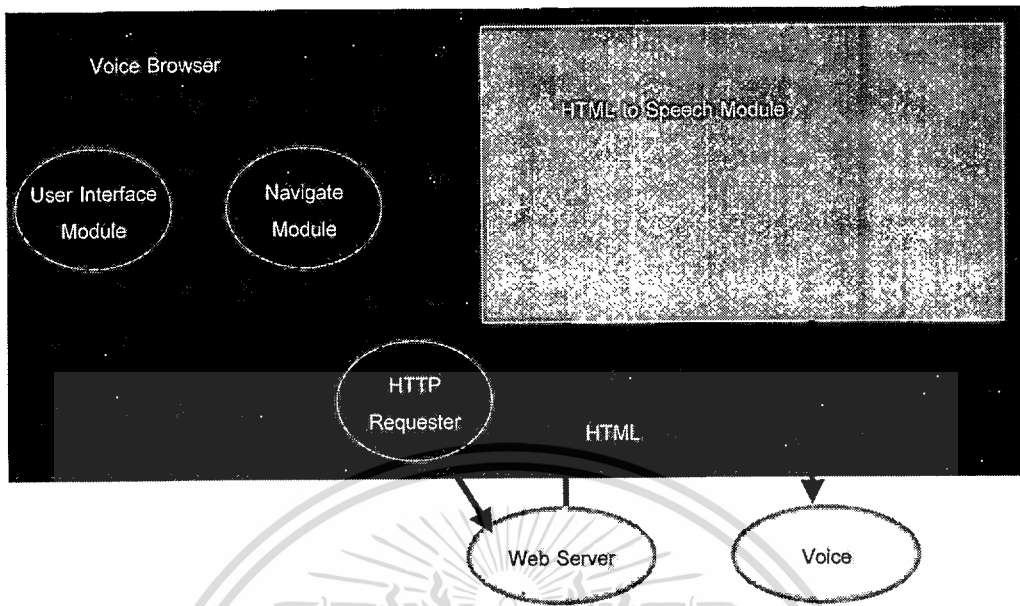 Voice Browser
HTML to Speech Module
User Interface
Module
Navigate
Module
HTTP
Requester
HTML
Web Server
Voice